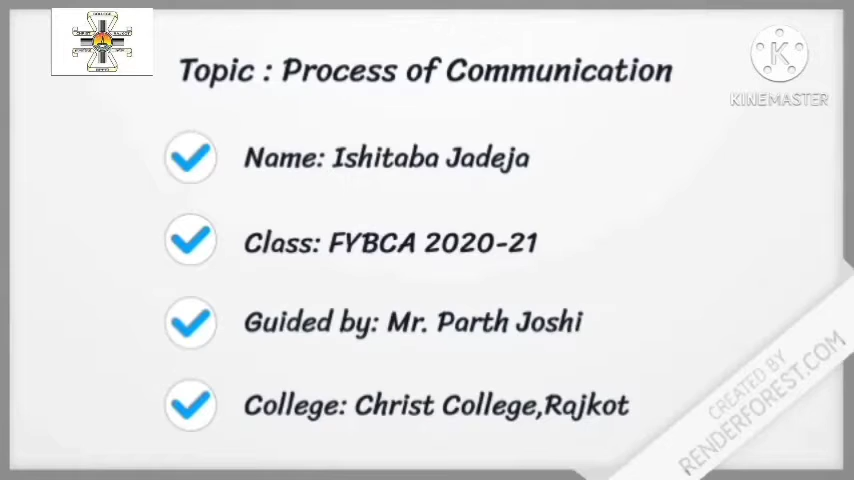 Topic : Process of Communication
KINEMASTER
Name: Ishitaba Jadeja
Class: FYBCA 2020-21
Guided by: Mr. Parth Joshi
College: Christ College,Rajkot
CREATED BY
RENDERFOREST.COM